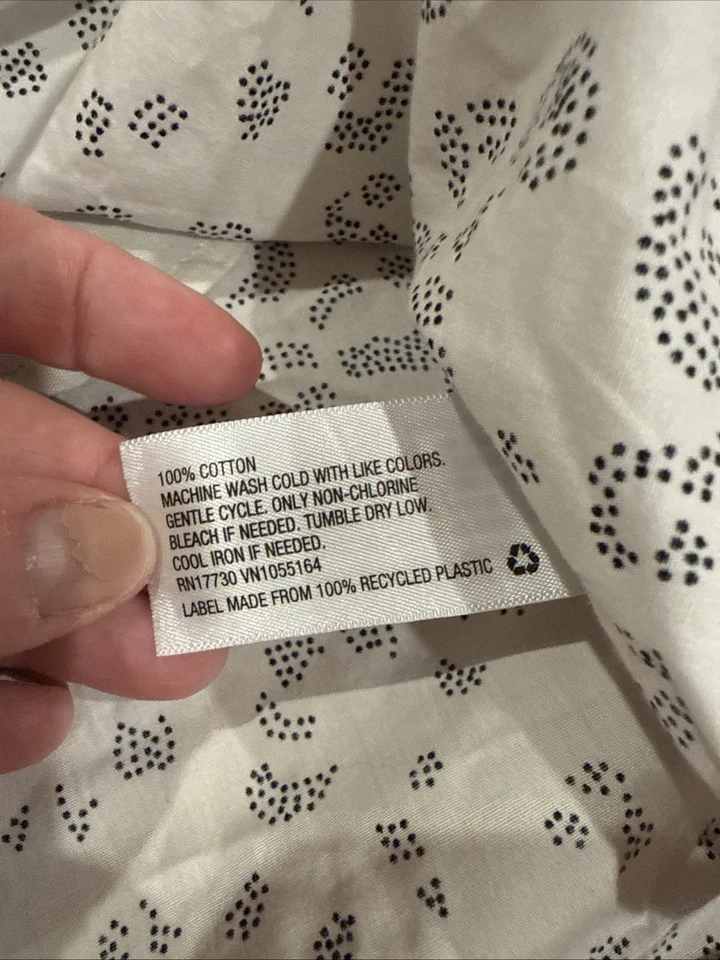 100% COTTON
MACHINE WASH COLD WITH LIKE COLORS.
GENTLE CYCLE. ONLY NON-CHLORINE
BLEACH IF NEEDED. TUMBLE DRY LOW.
COOL IRON IF NEEDED.
RN17730 VN1055164
LABEL MADE FROM 100% RECYCLED PLASTIC